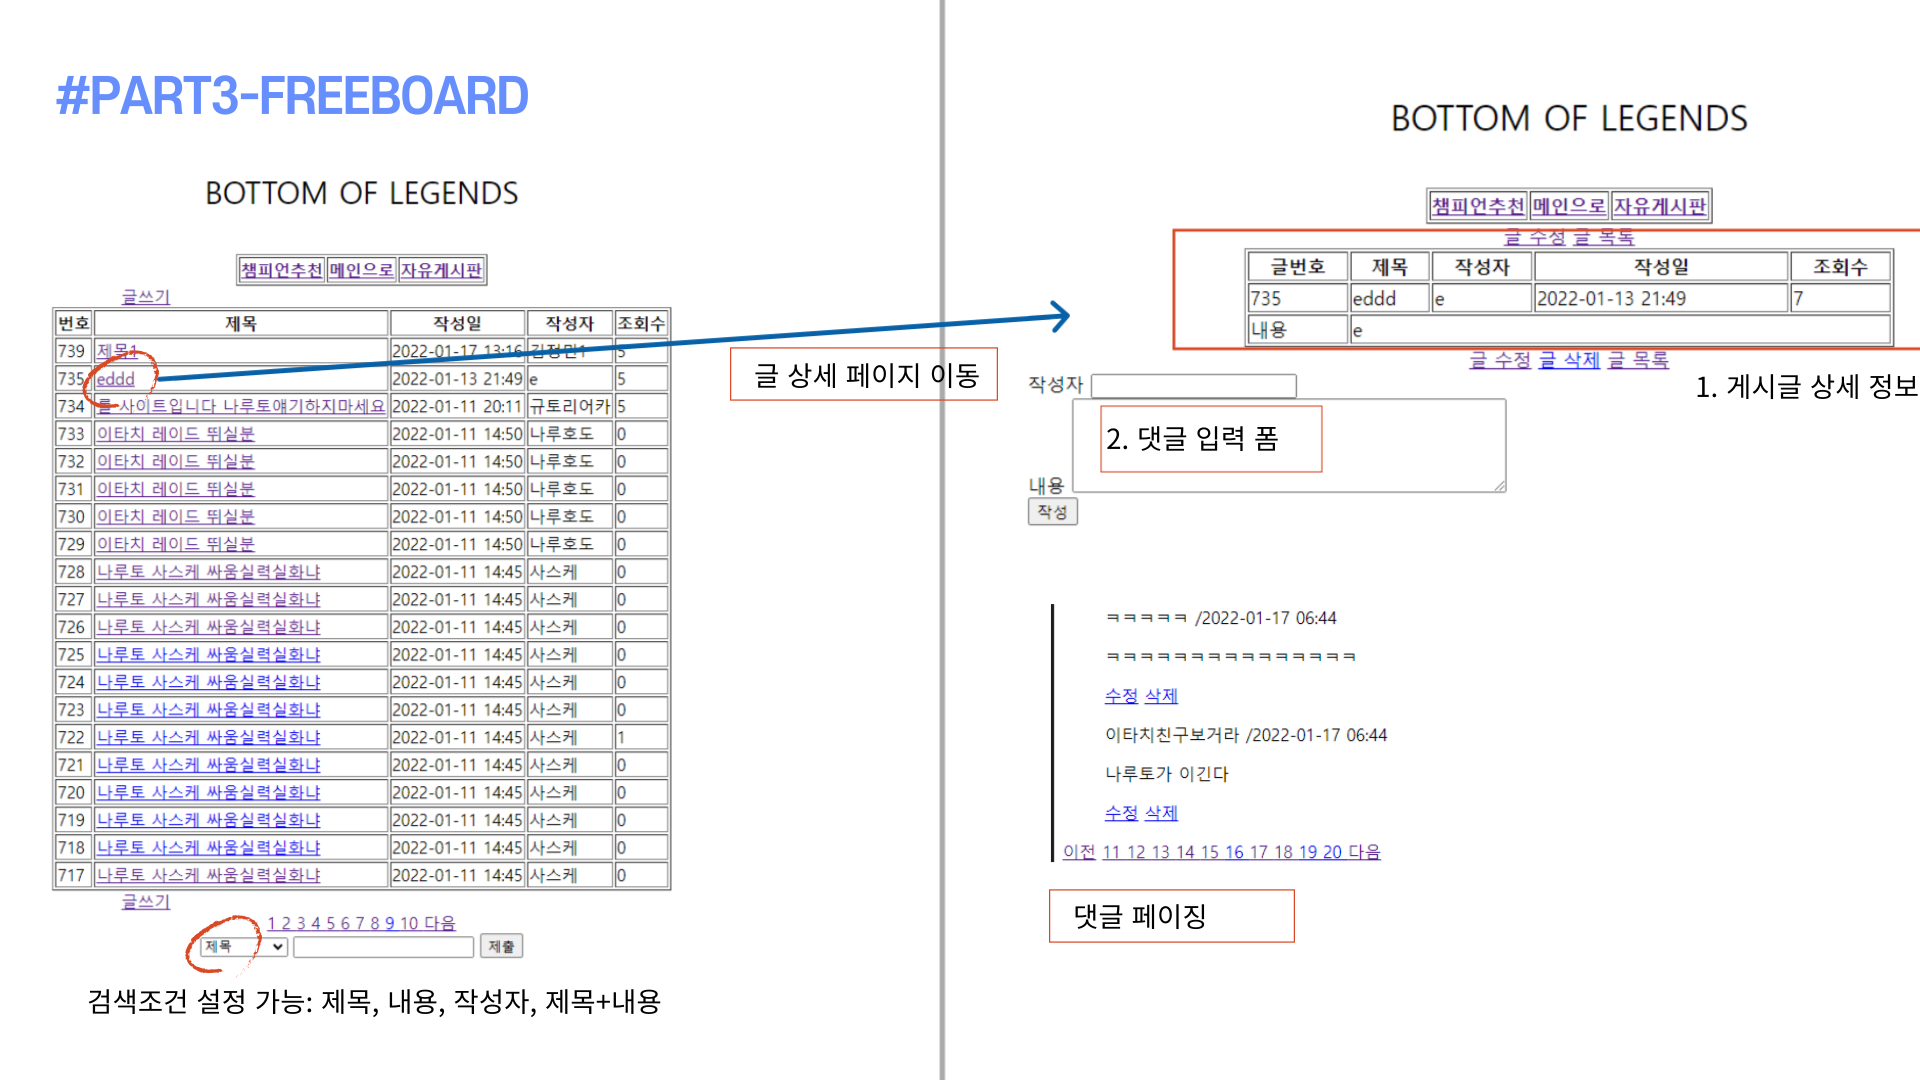 #PART3-FREEBOARD
BOTTOM OF LEGENDS
챔피언추천 메인으로 자유게시판
글쓰기
번호 제목 작성일 작성자 조회수
739 제목1 2022-01-17 13:16 김정민1 5
735 eddd 2022-01-13 21:49 e 5
734 를 사이트입니다 나루토얘기하지마세요 2022-01-11 20:11 규토리어카 5
733 이타치 레이드 뛰실분 2022-01-11 14:50 나루호도 0
732 이타치 레이드 뛰실분 2022-01-11 14:50 나루호도 0
731 이타치 레이드 뛰실분 2022-01-11 14:50 나루호도 0
730 이타치 레이드 뛰실분 2022-01-11 14:50 나루호도 0
729 이타치 레이드 뛰실분 2022-01-11 14:50 나루호도 0
728 나루토 사스케 싸움실력실화냐 2022-01-11 14:45 사스케 0
727 나루토 사스케 싸움실력실화냐 2022-01-11 14:45 사스케 0
726 나루토 사스케 싸움실력실화냐 2022-01-11 14:45 사스케 0
725 나루토 사스케 싸움실력실화냐 2022-01-11 14:45 사스케 0
724 나루토 사스케 싸움실력실화냐 2022-01-11 14:45 사스케 0
723 나루토 사스케 싸움실력실화냐 2022-01-11 14:45 사스케 0
722 나루토 사스케 싸움실력실화냐 2022-01-11 14:45 사스케 1
721 나루토 사스케 싸움실력실화냐 2022-01-11 14:45 사스케 0
720 나루토 사스케 싸움실력실화냐 2022-01-11 14:45 사스케 0
719 나루토 사스케 싸움실력실화냐 2022-01-11 14:45 사스케 0
718 나루토 사스케 싸움실력실화냐 2022-01-11 14:45 사스케 0
717 나루토 사스케 싸움실력실화냐 2022-01-11 14:45 사스케 0
글쓰기
1 2 3 4 5 6 7 8 9 10 다음
제목 제출
검색조건 설정 가능: 제목, 내용, 작성자, 제목+내용
글 상세 페이지 이동
BOTTOM OF LEGENDS
챔피언추천 메인으로 자유게시판
글 수정 글 목록
글번호 제목 작성자 작성일 조회수
735 eddd e 2022-01-13 21:49 7
내용 e
글 수정 글 삭제 글 목록
1. 게시글 상세 정보
작성자
2. 댓글 입력 폼
내용
작성
ㅋㅋㅋㅋㅋ /2022-01-17 06:44
ㅋㅋㅋㅋㅋㅋㅋㅋㅋㅋㅋㅋㅋㅋㅋ
수정 삭제
이타치친구보거라 /2022-01-17 06:44
나루토가 이긴다
수정 삭제
이전 11 12 13 14 15 16 17 18 19 20 다음
댓글 페이징